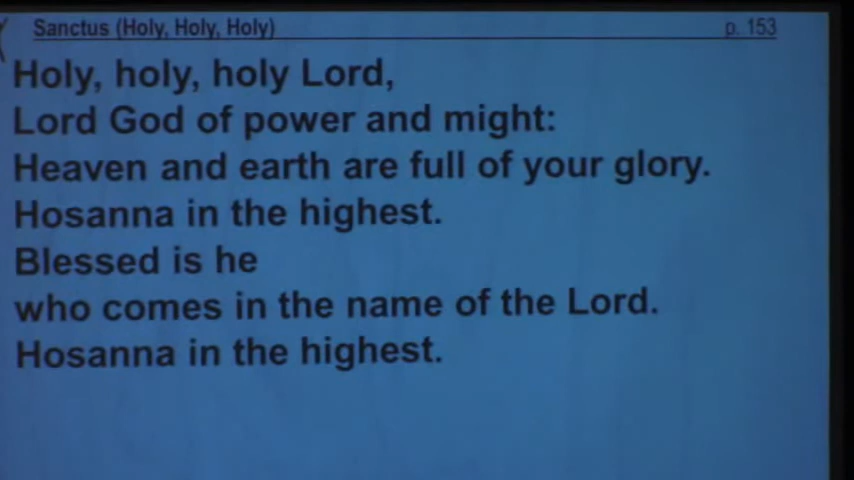 Sanctus (Holy, Holy, Holy) p. 153
Holy, holy, holy Lord,
Lord God of power and might:
Heaven and earth are full of your glory.
Hosanna in the highest.
Blessed is he
who comes in the name of the Lord.
Hosanna in the highest.